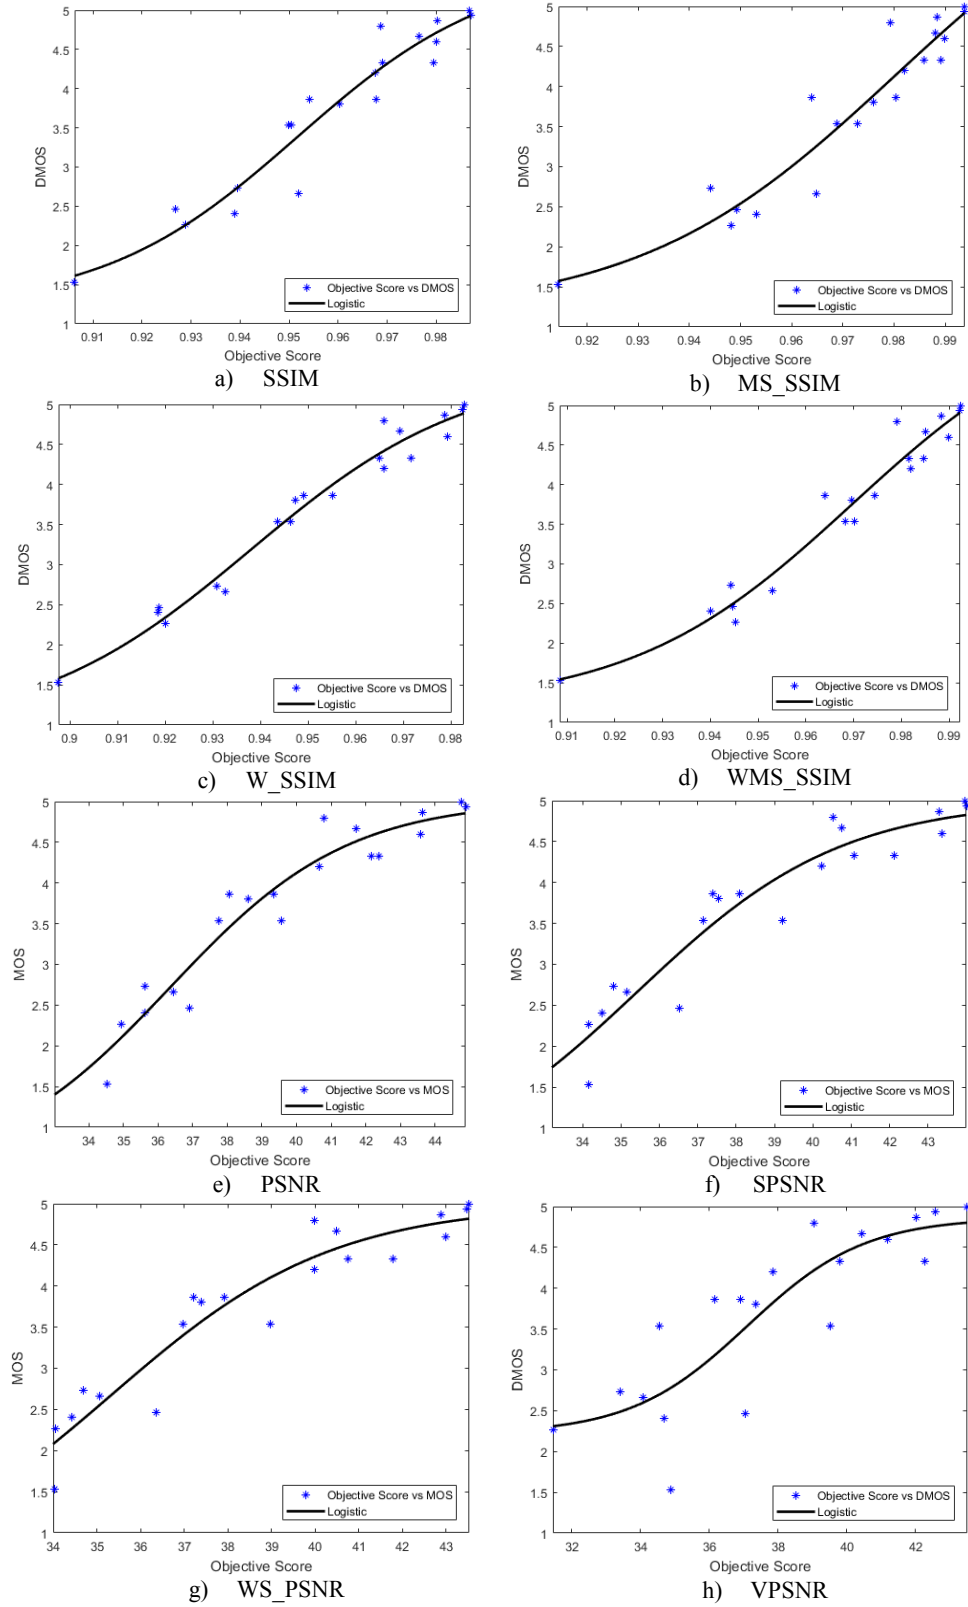 5
4.5
4
3.5
3
2.5
2
1.5
1
DMOS
0.91 0.92 0.93 0.94 0.95 0.96 0.97 0.98
Objective Score
Objective Score vs DMOS
Logistic
a) SSIM
5
4.5
4
3.5
3
2.5
2
1.5
1
DMOS
0.92 0.93 0.94 0.95 0.96 0.97 0.98 0.99
Objective Score
Objective Score vs DMOS
Logistic
b) MS_SSIM
5
4.5
4
3.5
3
2.5
2
1.5
1
DMOS
0.9 0.91 0.92 0.93 0.94 0.95 0.96 0.97 0.98
Objective Score
Objective Score vs DMOS
Logistic
c) W_SSIM
5
4.5
4
3.5
3
2.5
2
1.5
1
DMOS
0.91 0.92 0.93 0.94 0.95 0.96 0.97 0.98 0.99
Objective Score
Objective Score vs DMOS
Logistic
d) WMS_SSIM
5
4.5
4
3.5
3
2.5
2
1.5
1
MOS
34 35 36 37 38 39 40 41 42 43 44
Objective Score
Objective Score vs MOS
Logistic
e) PSNR
5
4.5
4
3.5
3
2.5
2
1.5
1
MOS
34 35 36 37 38 39 40 41 42 43
Objective Score
Objective Score vs MOS
Logistic
f) SPSNR
5
4.5
4
3.5
3
2.5
2
1.5
1
MOS
34 35 36 37 38 39 40 41 42 43
Objective Score
Objective Score vs MOS
Logistic
g) WS_PSNR
5
4.5
4
3.5
3
2.5
2
1.5
1
DMOS
32 34 36 38 40 42
Objective Score
Objective Score vs DMOS
Logistic
h) VPSNR